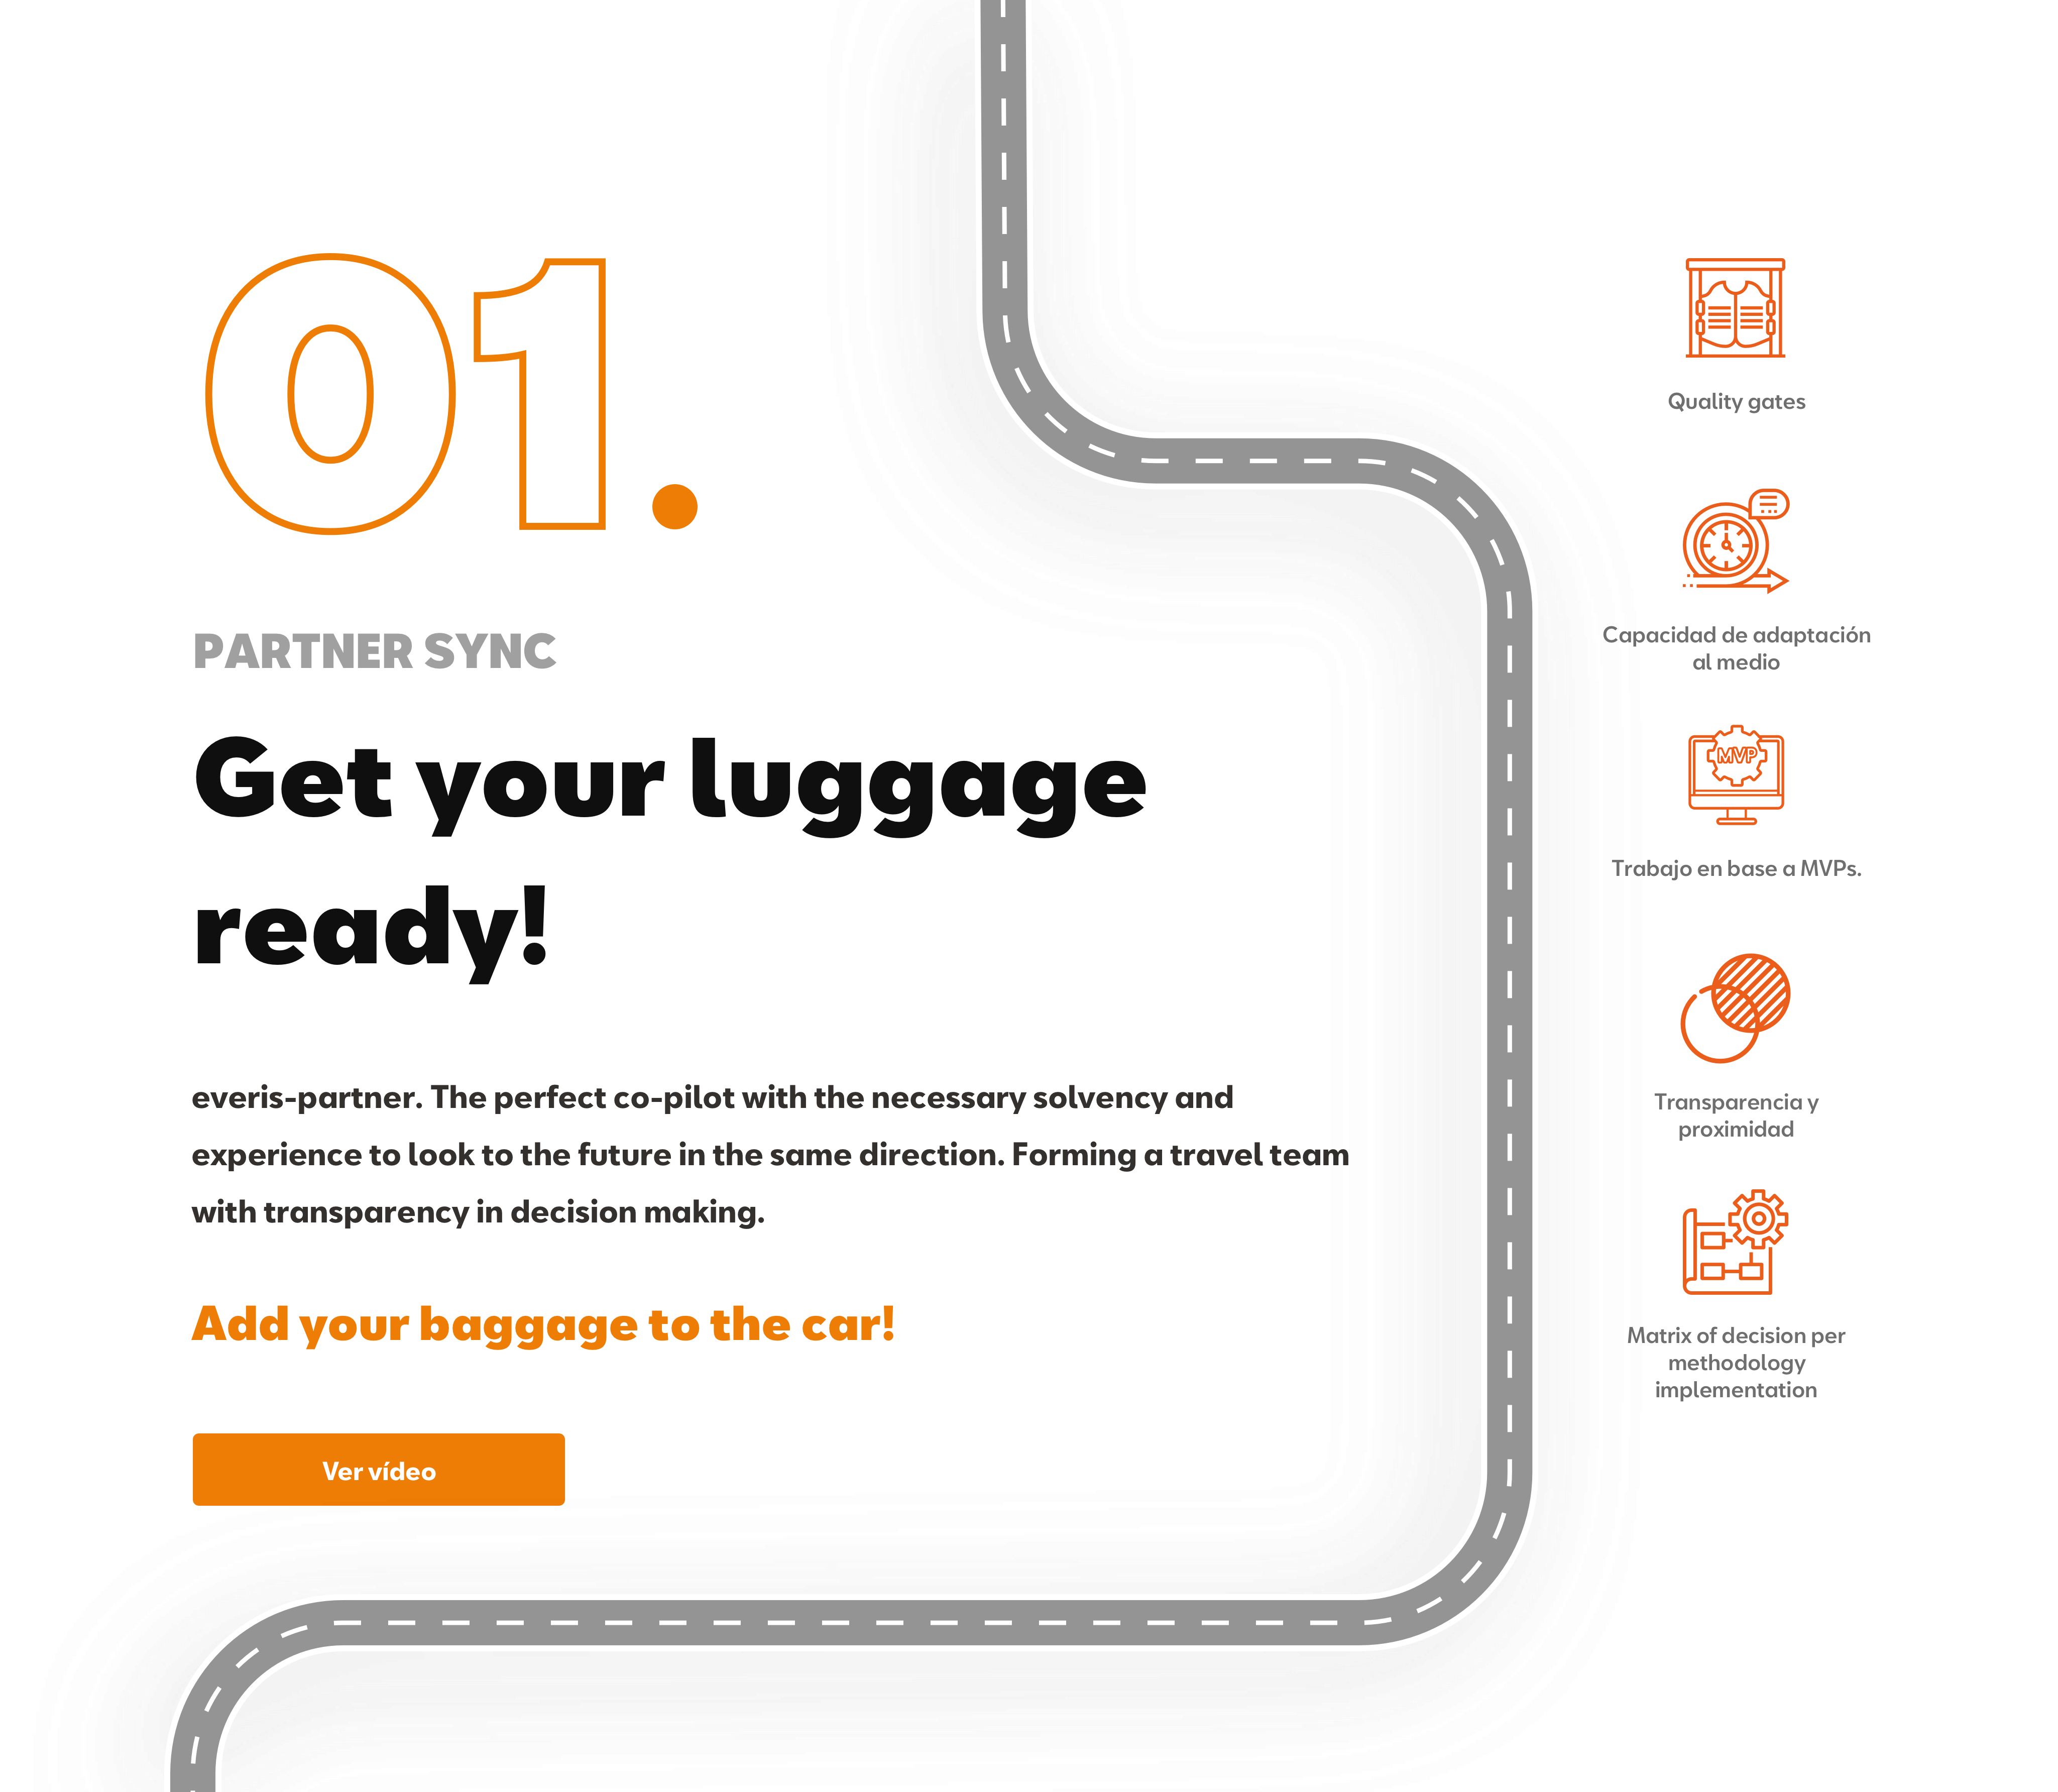 01.
PARTNER SYNC
Get your luggage
ready!
everis-partner. The perfect co-pilot with the necessary solvency and
experience to look to the future in the same direction. Forming a travel team
with transparency in decision making.
Add your baggage to the car!
Ver vídeo
Quality gates
Capacidad de adaptación
al medio
MVP
Trabajo en base a MVPs.
Transparencia y
proximidad
Matrix of decision per
methodology
implementation